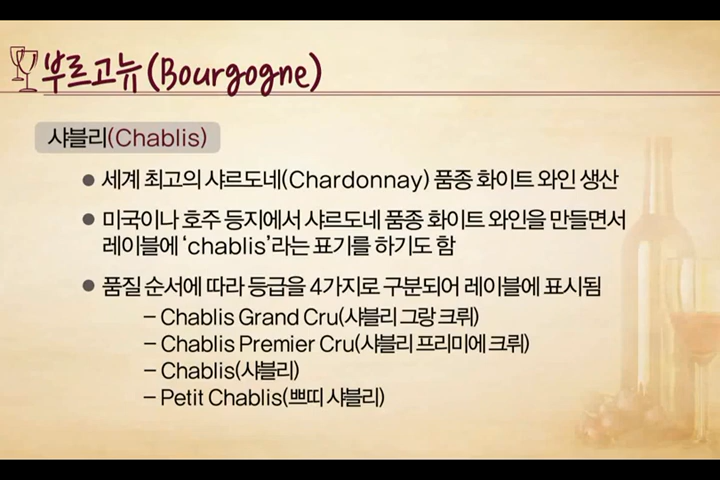 부르고뉴(Bourgogne)
샤블리(Chablis)
● 세계 최고의 샤르도네(Chardonnay) 품종 화이트 와인 생산
● 미국이나 호주 등지에서 샤르도네 품종 화이트 와인을 만들면서
레이블에 ‘chablis’라는 표기를 하기도 함
● 품질 순서에 따라 등급을 4가지로 구분되어 레이블에 표시됨
– Chablis Grand Cru(샤블리 그랑 크뤼)
– Chablis Premier Cru(샤블리 프리미에 크뤼)
– Chablis(샤블리)
– Petit Chablis(쁘띠 샤블리)